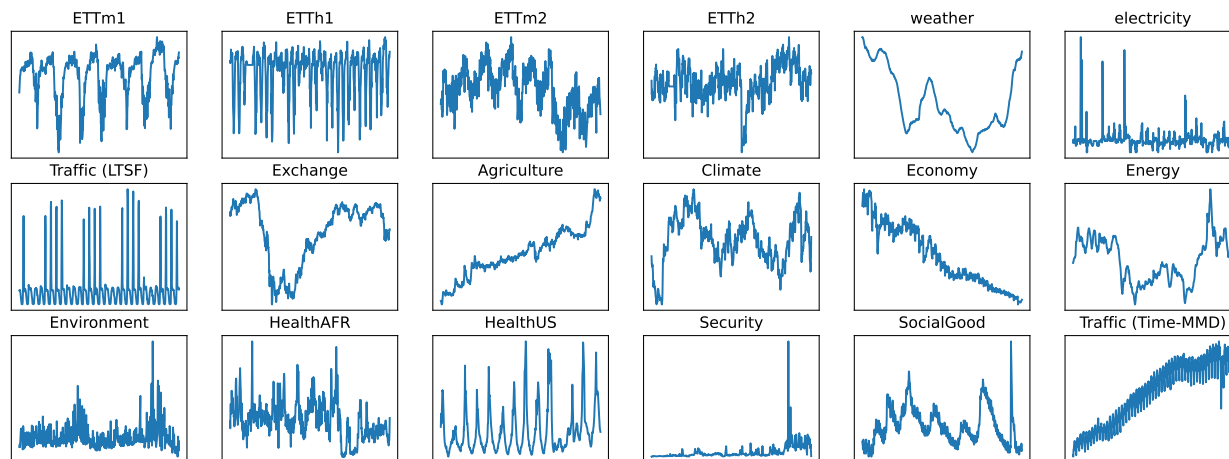 ETTm1 ETTh1 ETTm2 ETTh2 weather electricity
Traffic (LTSF) Exchange Agriculture Climate Economy Energy
Environment HealthAFR HealthUS Security SocialGood Traffic (Time-MMD)